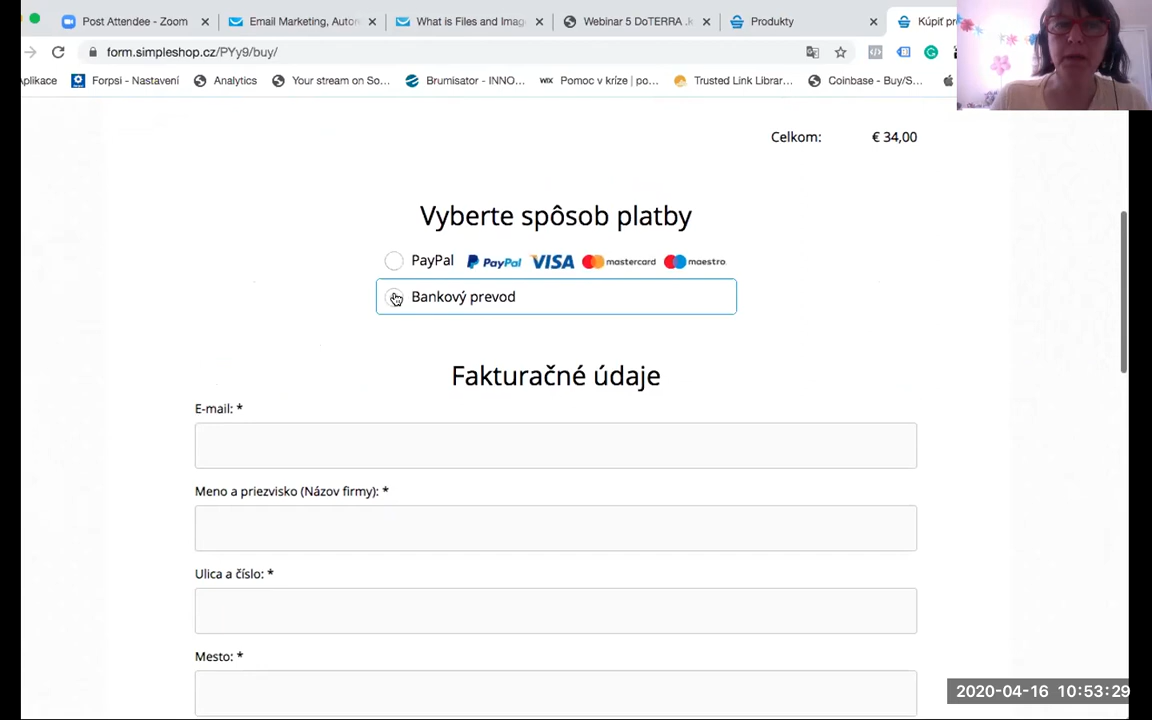 Post Attendee - Zoom
Email Marketing, Autor
What is Files and Imag
Webinar 5 DoTERRA .k
Produkty
Kúpiť pr
form.simpleshop.cz/PYy9/buy/
plikace
Forpsi - Nastavení
Analytics
Your stream on So...
Brumisator - INNO...
WIX
Pomoc v kríze | po...
Trusted Link Librar...
Coinbase - Buy/S...
Celkom: € 34,00
Vyberte spôsob platby
PayPal PayPal VISA mastercard maestro
Bankový prevod
Fakturačné údaje
E-mail: *
Meno a priezvisko (Názov firmy): *
Ulica a číslo: *
Mesto: *
2020-04-16 10:53:29